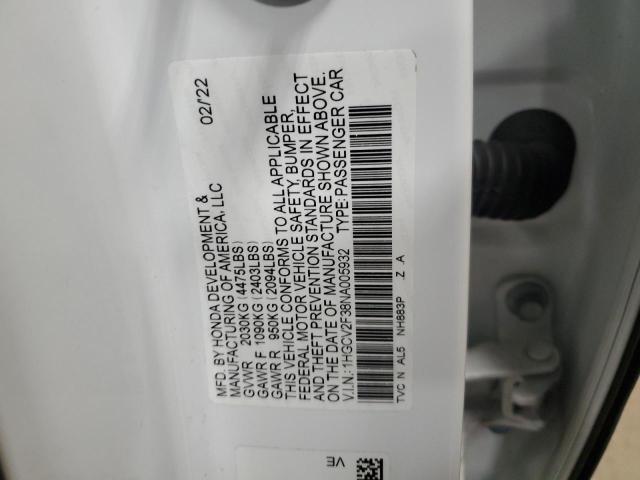 MFD. BY HONDA DEVELOPMENT & 02/22
MANUFACTURING OF AMERICA, LLC
GVWR 2030KG (4475LBS)
GAWR F 1090KG (2403LBS)
GAWR R 950KG (2094LBS)
THIS VEHICLE CONFORMS TO ALL APPLICABLE
FEDERAL MOTOR VEHICLE SAFETY, BUMPER,
AND THEFT PREVENTION STANDARDS IN EFFECT
ON THE DATE OF MANUFACTURE SHOWN ABOVE.
V.I.N.: 1HGCV2F38NA005932 TYPE: PASSENGER CAR
TVC N AL5 NH883P Z .A
VE